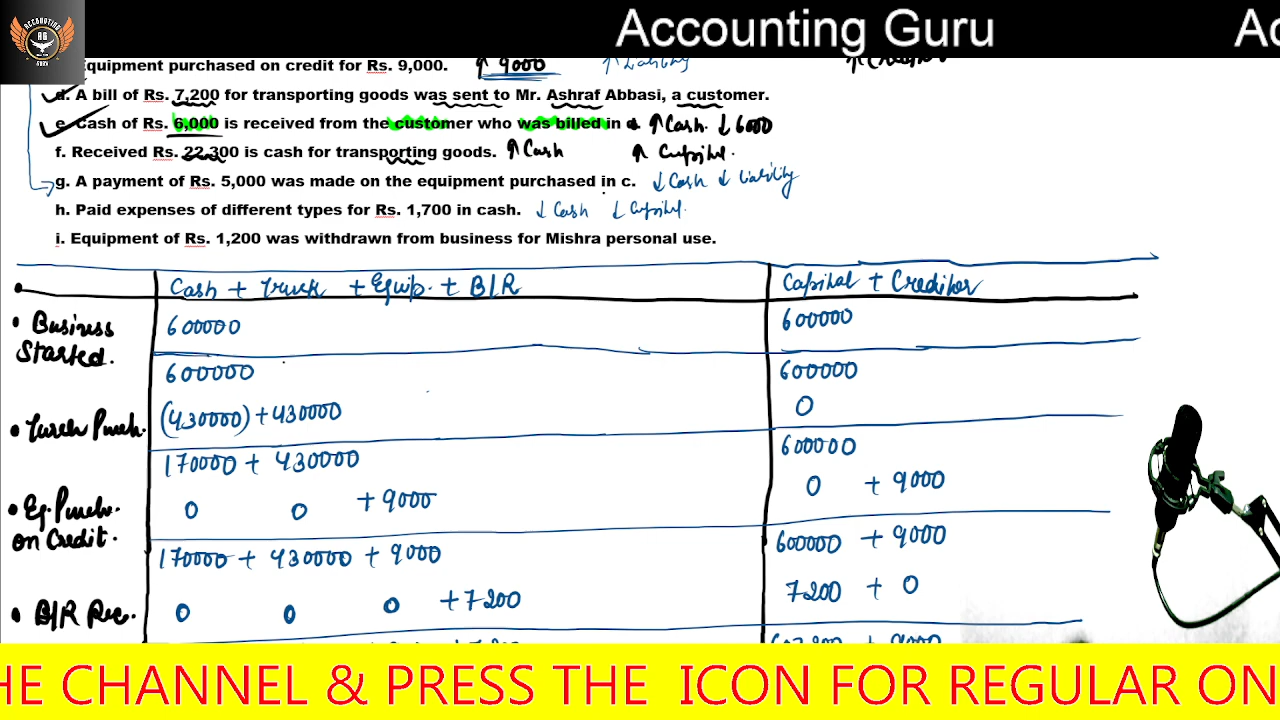 Accounting Guru
Ac
ACCOUNTING
AG
GURU
quipment purchased on credit for Rs. 9,000. ↑ 9000 ↑ Liability
d. A bill of Rs. 7,200 for transporting goods was sent to Mr. Ashraf Abbasi, a customer.
e. Cash of Rs. 6,000 is received from the customer who was billed in d. ↑ Cash. ↓ 6000
f. Received Rs. 22,300 is cash for transporting goods. ↑ Cash ↑ Capital.
g. A payment of Rs. 5,000 was made on the equipment purchased in c. ↓ Cash ↓ Liability
h. Paid expenses of different types for Rs. 1,700 in cash. ↓ Cash ↓ Capital.
i. Equipment of Rs. 1,200 was withdrawn from business for Mishra personal use.
Cash + Truck + Equip. + B/R Capital + Creditor
• Business Started. 600000 600000
600000 600000
• Truck Purch. (430000) + 430000 0
170000 + 430000 600000
• Eq. Purch. on Credit. 0 0 + 9000 0 + 9000
170000 + 430000 + 9000 600000 + 9000
• B/R Rec. 0 0 0 + 7200 7200 + 0
HE CHANNEL & PRESS THE ICON FOR REGULAR ON